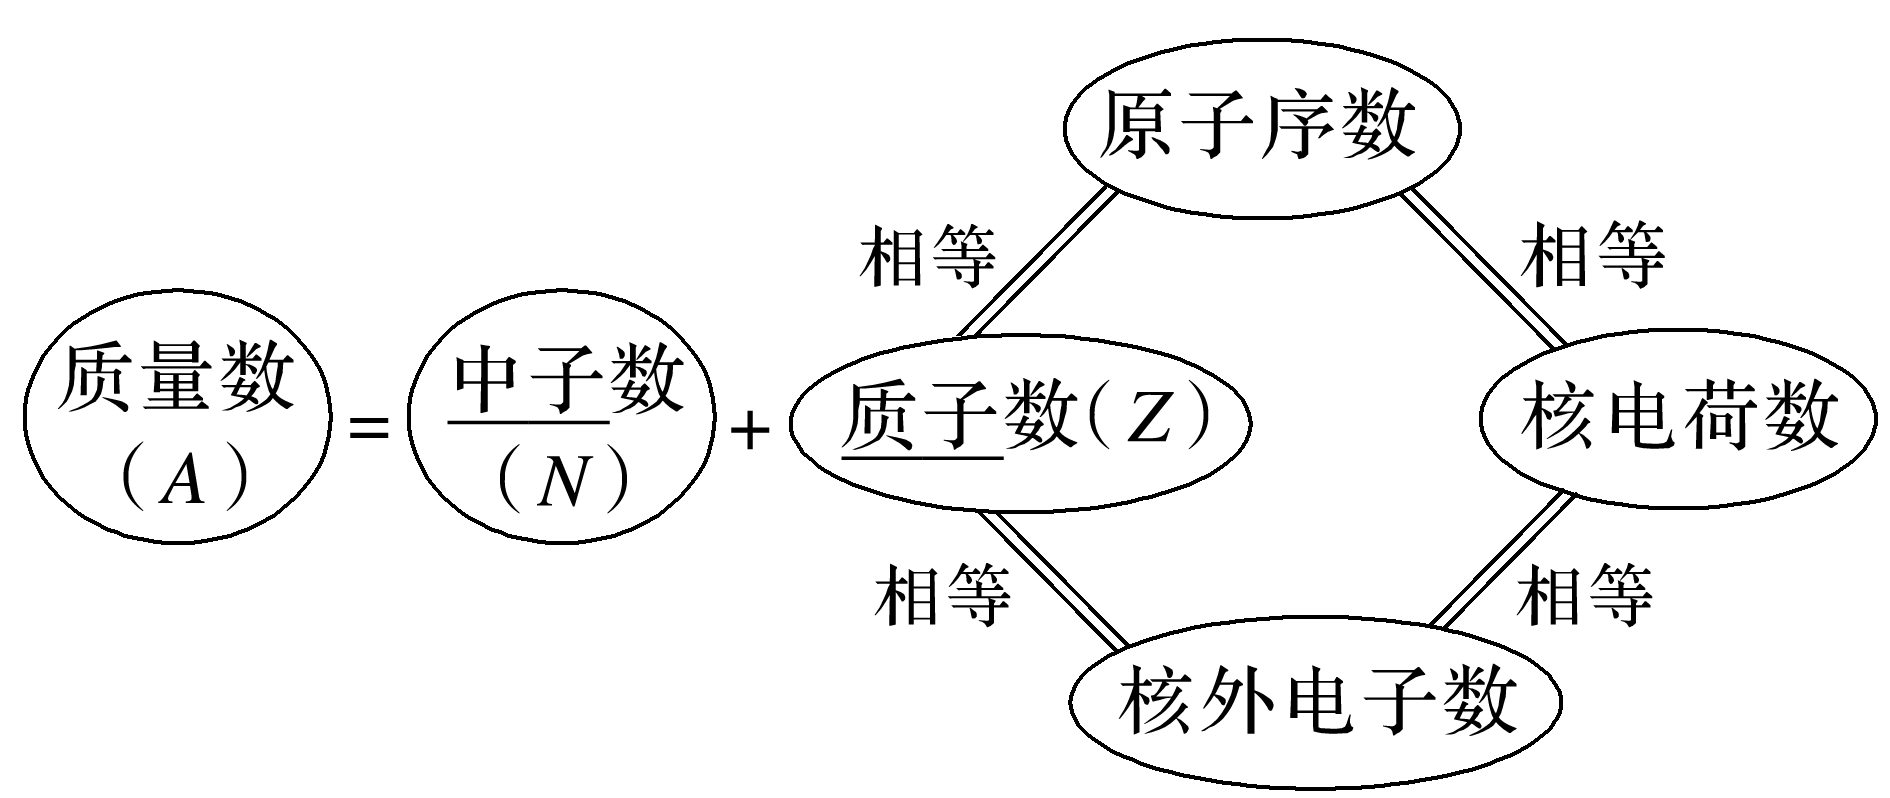 原子序数
相等
相等
质量数
(A)
=
中子数
(N)
+
质子数(Z)
核电荷数
相等
相等
核外电子数